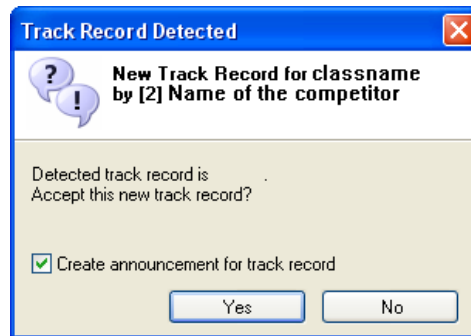 Track Record Detected
New Track Record for classname
by [2] Name of the competitor
Detected track record is .
Accept this new track record?
Create announcement for track record
Yes
No